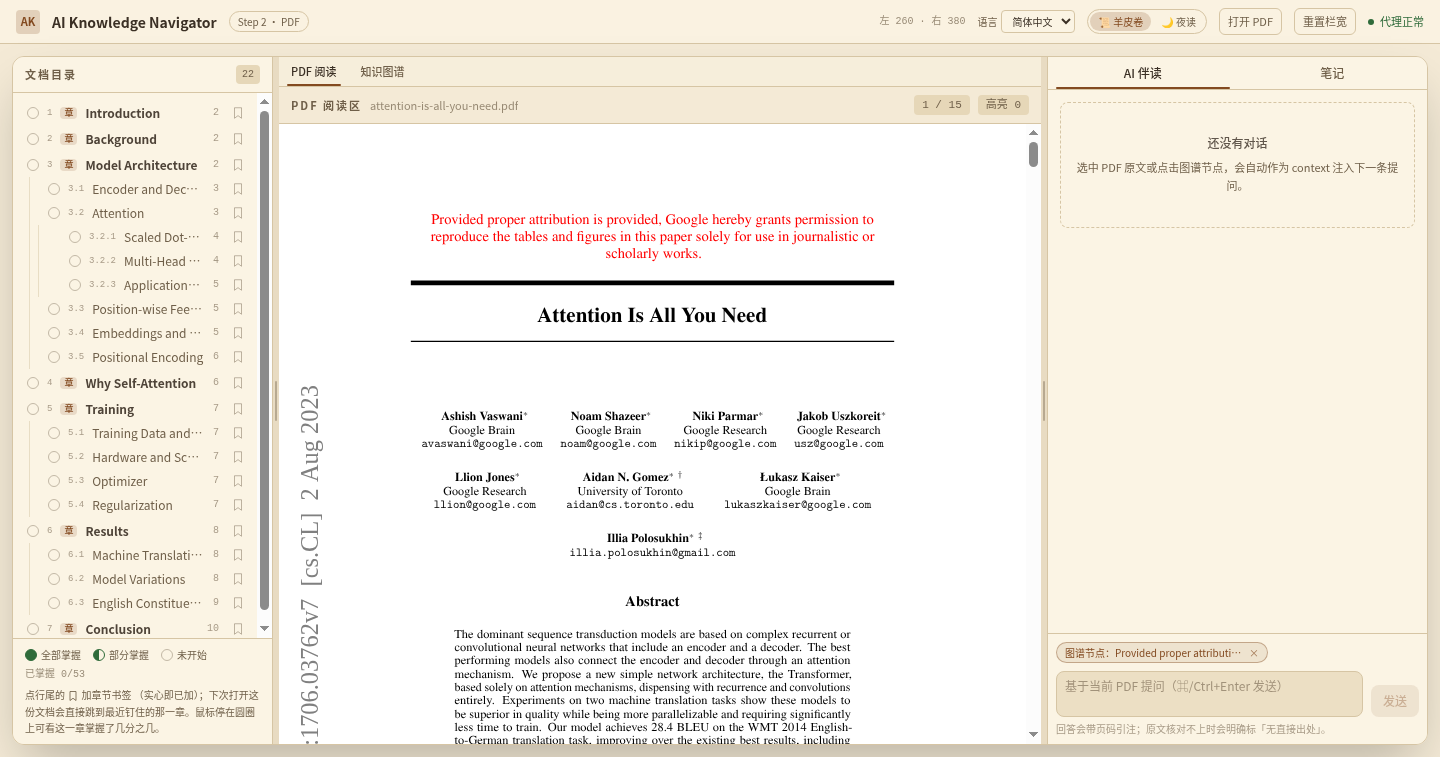 AK AI Knowledge Navigator Step 2 · PDF 左 260 · 右 380 语言 简体中文 📜 羊皮卷 🌙 夜读 打开 PDF 重置栏宽 代理正常
文档目录 22
1 章 Introduction 2
2 章 Background 2
3 章 Model Architecture 2
3.1 Encoder and Dec··· 3
3.2 Attention 3
3.2.1 Scaled Dot-··· 4
3.2.2 Multi-Head ··· 4
3.2.3 Application··· 5
3.3 Position-wise Fee··· 5
3.4 Embeddings and ··· 5
3.5 Positional Encoding 6
4 章 Why Self-Attention 6
5 章 Training 7
5.1 Training Data and··· 7
5.2 Hardware and Sc··· 7
5.3 Optimizer 7
5.4 Regularization 7
6 章 Results 8
6.1 Machine Translati··· 8
6.2 Model Variations 8
6.3 English Constitue··· 9
7 章 Conclusion 10
全部掌握 部分掌握 未开始
已掌握 0/53
点行尾的 口 加章节书签 (实心即已加); 下次打开这
份文档会直接跳到最近钉住的那一章。鼠标停在圆圈
上可看这一章掌握了几分之几。
PDF 阅读 知识图谱
PDF 阅读区 attention-is-all-you-need.pdf 1 / 15 高亮 0
Provided proper attribution is provided, Google hereby grants permission to
reproduce the tables and figures in this paper solely for use in journalistic or
scholarly works.
Attention Is All You Need
Ashish Vaswani* Noam Shazeer* Niki Parmar* Jakob Uszkoreit*
Google Brain Google Brain Google Research Google Research
avaswani@google.com noam@google.com nikip@google.com usz@google.com
Llion Jones* Aidan N. Gomez* † Łukasz Kaiser*
Google Research University of Toronto Google Brain
llion@google.com aidan@cs.toronto.edu lukaszkaiser@google.com
Illia Polosukhin* ‡
illia.polosukhin@gmail.com
:1706.03762v7 [cs.CL] 2 Aug 2023
Abstract
The dominant sequence transduction models are based on complex recurrent or
convolutional neural networks that include an encoder and a decoder. The best
performing models also connect the encoder and decoder through an attention
mechanism. We propose a new simple network architecture, the Transformer,
based solely on attention mechanisms, dispensing with recurrence and convolutions
entirely. Experiments on two machine translation tasks show these models to
be superior in quality while being more parallelizable and requiring significantly
less time to train. Our model achieves 28.4 BLEU on the WMT 2014 English-
to-German translation task, improving over the existing best results, including
AI 伴读 笔记
还没有对话
选中 PDF 原文或点击图谱节点，会自动作为 context 注入下一条提
问。
图谱节点：Provided proper attributi··· ×
基于当前 PDF 提问（⌘/Ctrl+Enter 发送） 发送
回答会带页码引注；原文核对不上时会明确标「无直接出处」。